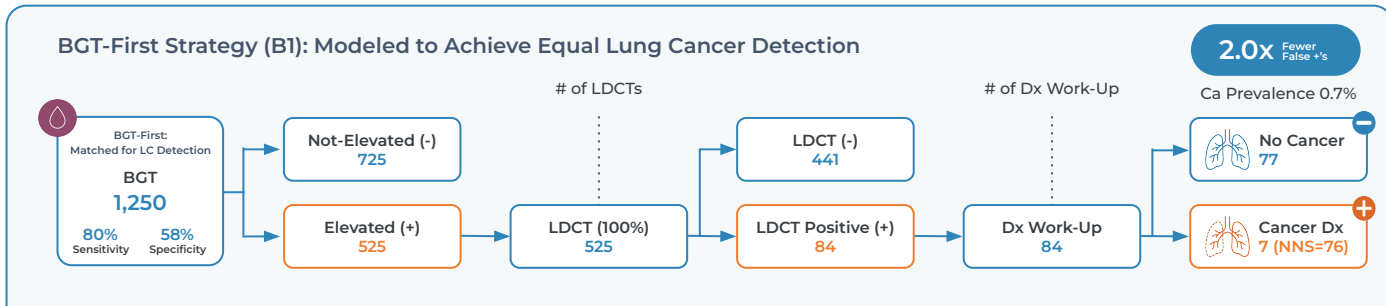 BGT-First Strategy (B1): Modeled to Achieve Equal Lung Cancer Detection
2.0x Fewer
False +'s
# of LDCTs
# of Dx Work-Up
Ca Prevalence 0.7%
BGT-First:
Matched for LC Detection
BGT
1,250
80%
Sensitivity
58%
Specificity
Not-Elevated (-)
725
Elevated (+)
525
LDCT (100%)
525
LDCT (-)
441
LDCT Positive (+)
84
Dx Work-Up
84
No Cancer
77
Cancer Dx
7 (NNS=76)